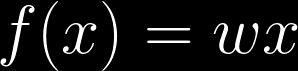 f(x) = wx